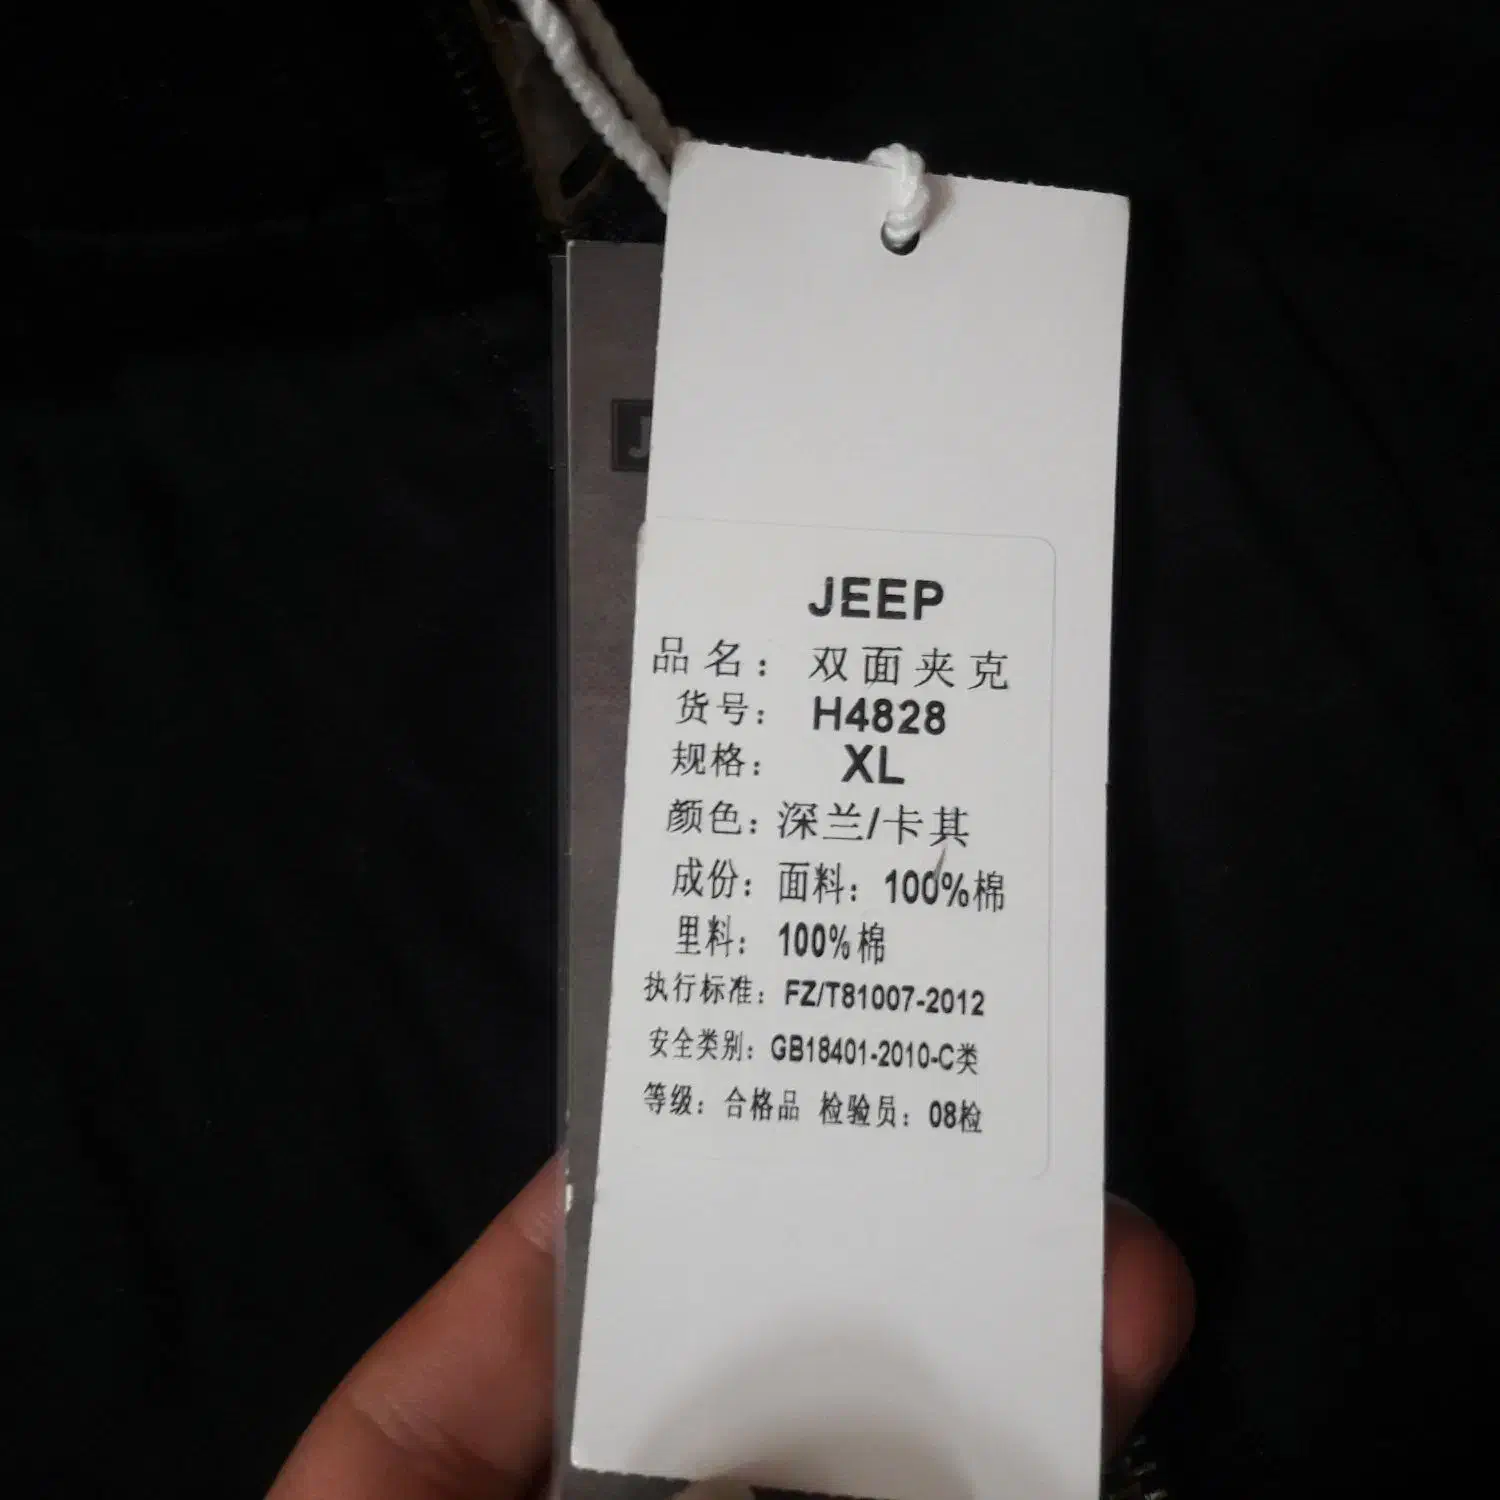 J
JEEP
品名：双面夹克
货号：H4828
规格：XL
颜色：深兰/卡其
成份：面料：100%棉
里料：100%棉
执行标准：FZ/T81007-2012
安全类别：GB18401-2010-C类
等级：合格品 检验员：08检